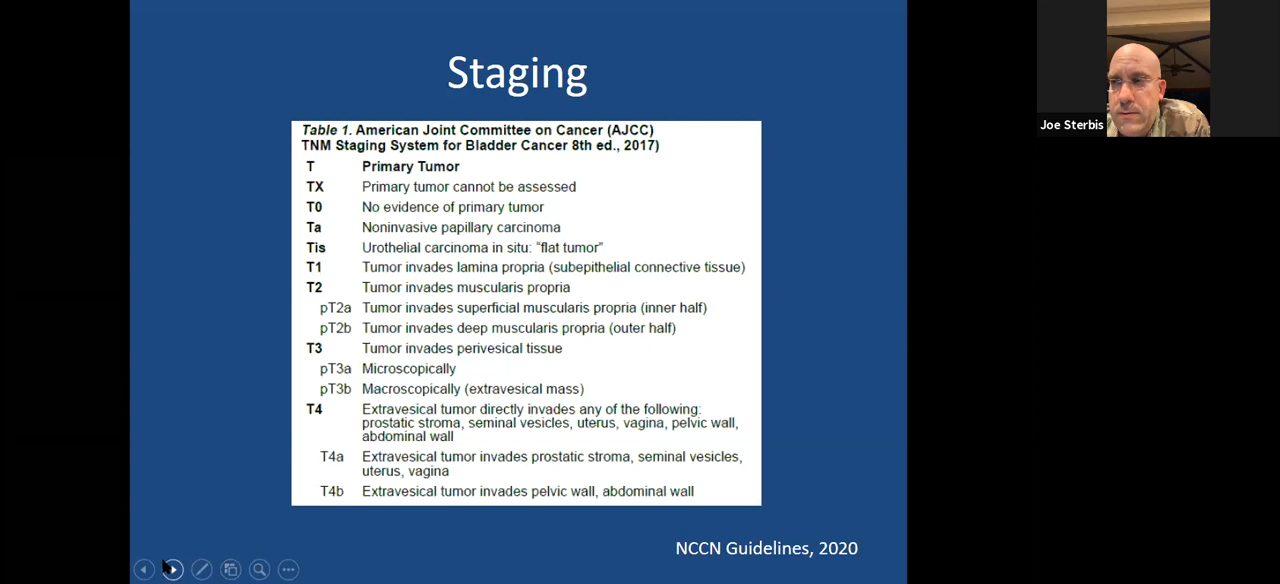 Staging
Table 1. American Joint Committee on Cancer (AJCC)
TNM Staging System for Bladder Cancer 8th ed., 2017)
T Primary Tumor
TX Primary tumor cannot be assessed
T0 No evidence of primary tumor
Ta Noninvasive papillary carcinoma
Tis Urothelial carcinoma in situ: “flat tumor”
T1 Tumor invades lamina propria (subepithelial connective tissue)
T2 Tumor invades muscularis propria
pT2a Tumor invades superficial muscularis propria (inner half)
pT2b Tumor invades deep muscularis propria (outer half)
T3 Tumor invades perivesical tissue
pT3a Microscopically
pT3b Macroscopically (extravesical mass)
T4 Extravesical tumor directly invades any of the following:
prostatic stroma, seminal vesicles, uterus, vagina, pelvic wall,
abdominal wall
T4a Extravesical tumor invades prostatic stroma, seminal vesicles,
uterus, vagina
T4b Extravesical tumor invades pelvic wall, abdominal wall
NCCN Guidelines, 2020
Joe Sterbis